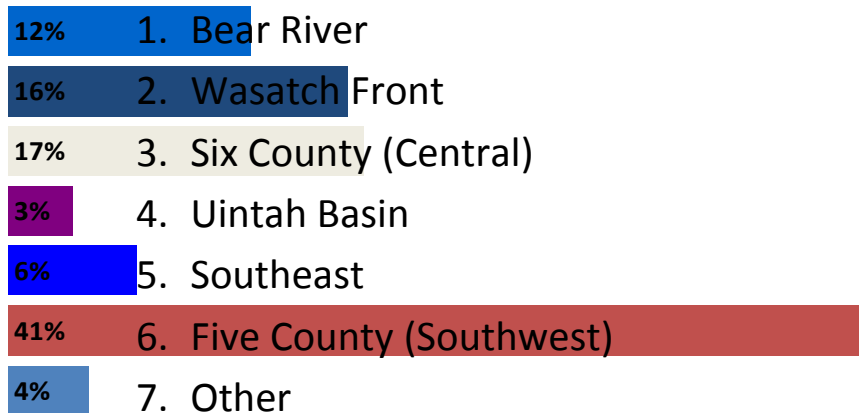 12% 1. Bear River
16% 2. Wasatch Front
17% 3. Six County (Central)
3% 4. Uintah Basin
6% 5. Southeast
41% 6. Five County (Southwest)
4% 7. Other